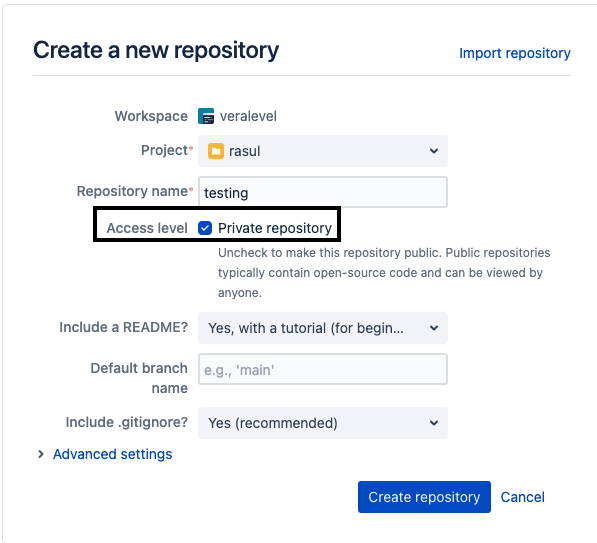 Create a new repository
Import repository
Workspace veralevel
Project* rasul
Repository name* testing
Access level Private repository
Uncheck to make this repository public. Public repositories
typically contain open-source code and can be viewed by
anyone.
Include a README? Yes, with a tutorial (for begin...
Default branch
name
e.g., 'main'
Include .gitignore? Yes (recommended)
Advanced settings
Create repository Cancel